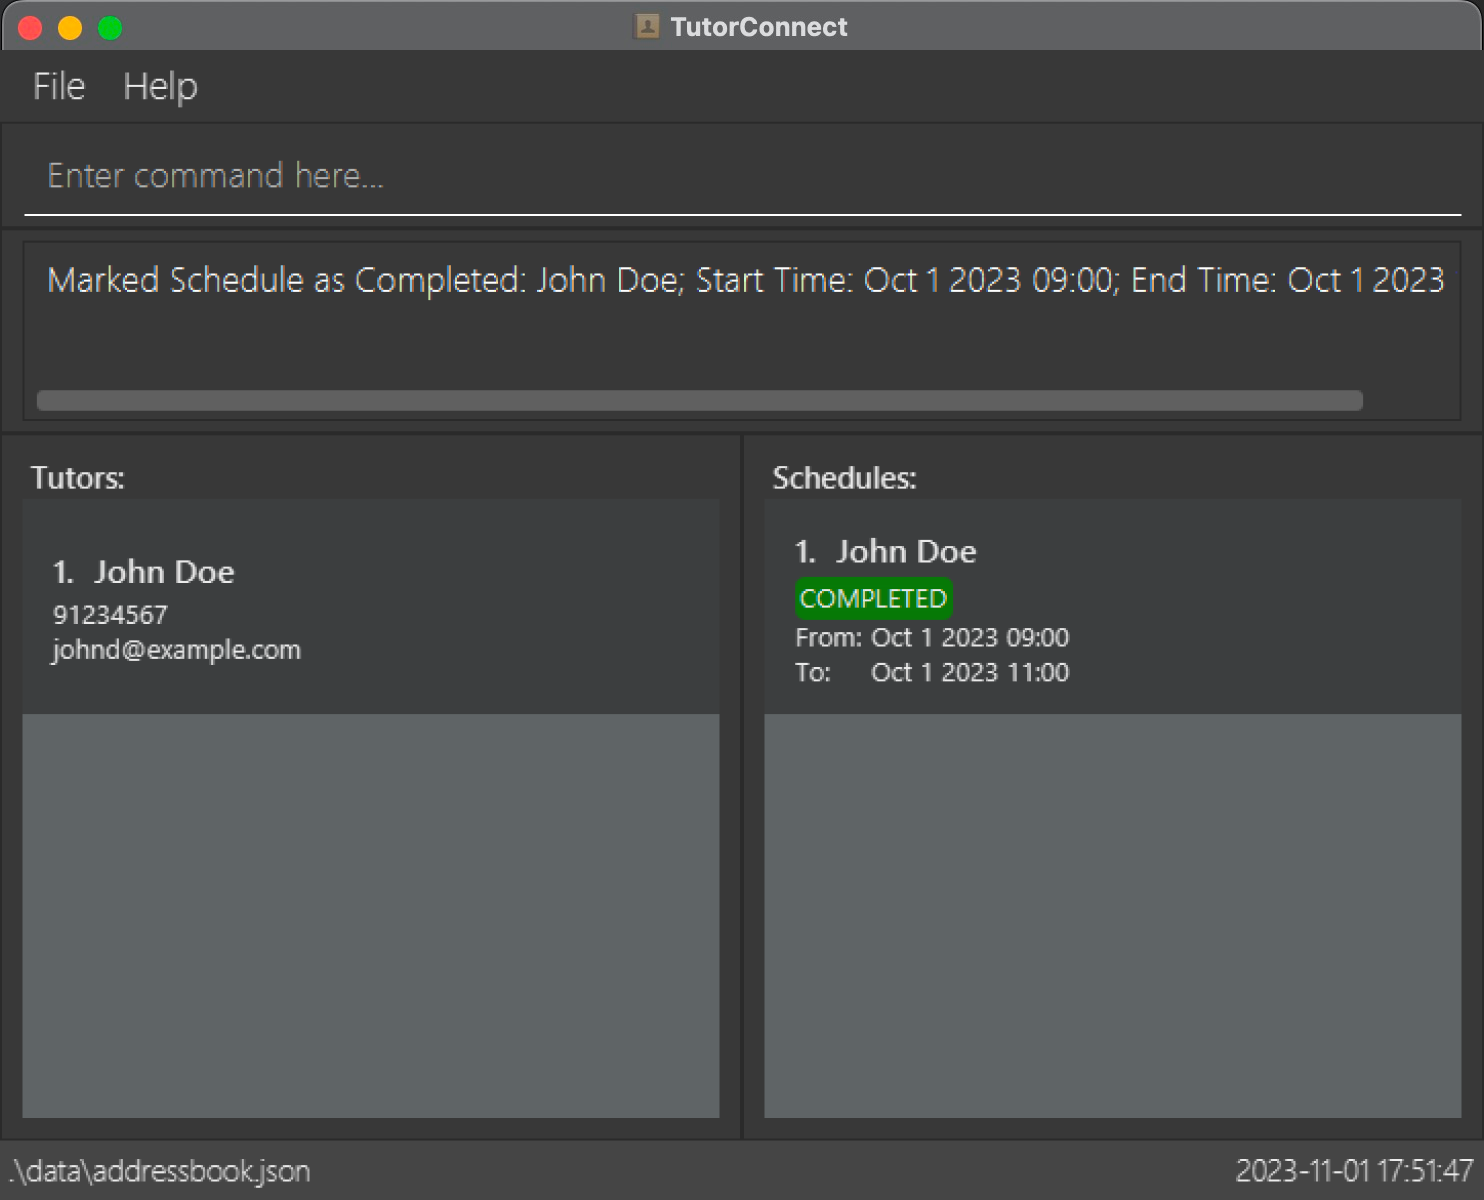 TutorConnect
File Help
Enter command here...
Marked Schedule as Completed: John Doe; Start Time: Oct 1 2023 09:00; End Time: Oct 1 2023
Tutors:
1. John Doe
91234567
johnd@example.com
Schedules:
1. John Doe
COMPLETED
From: Oct 1 2023 09:00
To: Oct 1 2023 11:00
.\data\addressbook.json
2023-11-01 17:51:47